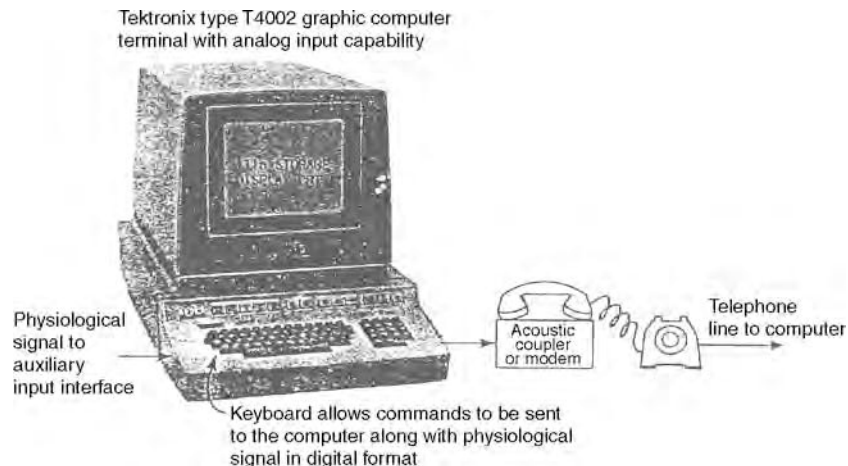 Tektronix type T4002 graphic computer
terminal with analog input capability
Physiological
signal to
auxiliary
input interface
Acoustic
coupler
or modem
Telephone
line to computer
Keyboard allows commands to be sent
to the computer along with physiological
signal in digital format